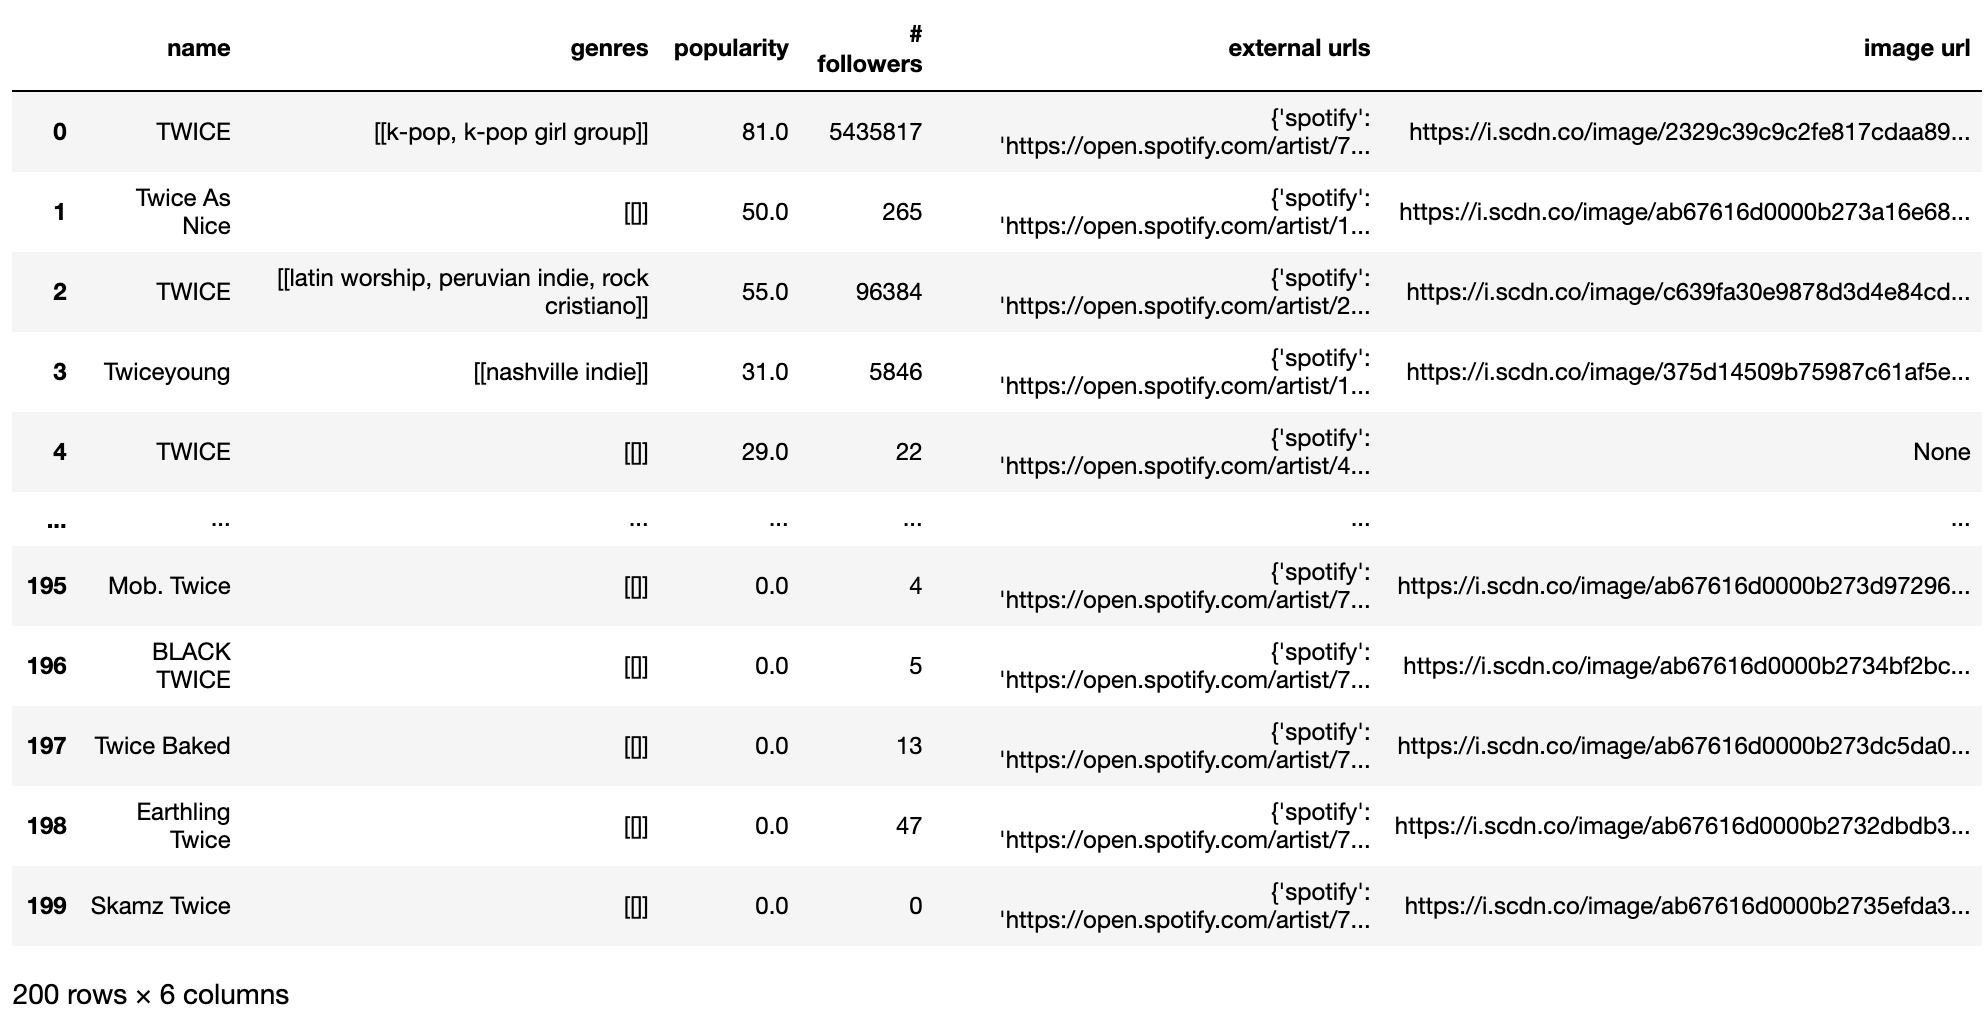 name genres popularity # followers external urls image url
0 TWICE [[k-pop, k-pop girl group]] 81.0 5435817 {'spotify': 'https://open.spotify.com/artist/7... https://i.scdn.co/image/2329c39c9c2fe817cdaa89...
1 Twice As Nice [[]] 50.0 265 {'spotify': 'https://open.spotify.com/artist/1... https://i.scdn.co/image/ab67616d0000b273a16e68...
2 TWICE [[latin worship, peruvian indie, rock cristiano]] 55.0 96384 {'spotify': 'https://open.spotify.com/artist/2... https://i.scdn.co/image/c639fa30e9878d3d4e84cd...
3 Twiceyoung [[nashville indie]] 31.0 5846 {'spotify': 'https://open.spotify.com/artist/1... https://i.scdn.co/image/375d14509b75987c61af5e...
4 TWICE [[]] 29.0 22 {'spotify': 'https://open.spotify.com/artist/4... None
... ... ... ... ... ... ...
195 Mob. Twice [[]] 0.0 4 {'spotify': 'https://open.spotify.com/artist/7... https://i.scdn.co/image/ab67616d0000b273d97296...
196 BLACK TWICE [[]] 0.0 5 {'spotify': 'https://open.spotify.com/artist/7... https://i.scdn.co/image/ab67616d0000b2734bf2bc...
197 Twice Baked [[]] 0.0 13 {'spotify': 'https://open.spotify.com/artist/7... https://i.scdn.co/image/ab67616d0000b273dc5da0...
198 Earthling Twice [[]] 0.0 47 {'spotify': 'https://open.spotify.com/artist/7... https://i.scdn.co/image/ab67616d0000b2732dbdb3...
199 Skamz Twice [[]] 0.0 0 {'spotify': 'https://open.spotify.com/artist/7... https://i.scdn.co/image/ab67616d0000b2735efda3...
200 rows × 6 columns